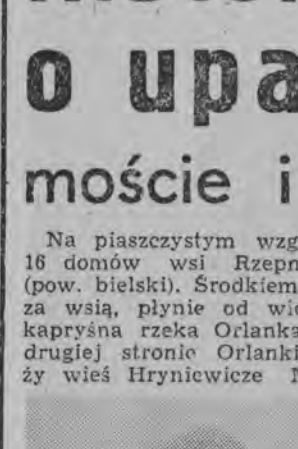 o upa
moście i
Na piaszczystym wzg
16 domów wsi Rzepn
(pow. bielski). Środkiem
za wsią, płynie od wie
kapryśna rzeka Orlanka
drugiej stronie Orlanki
ży wieś Hryniewicze